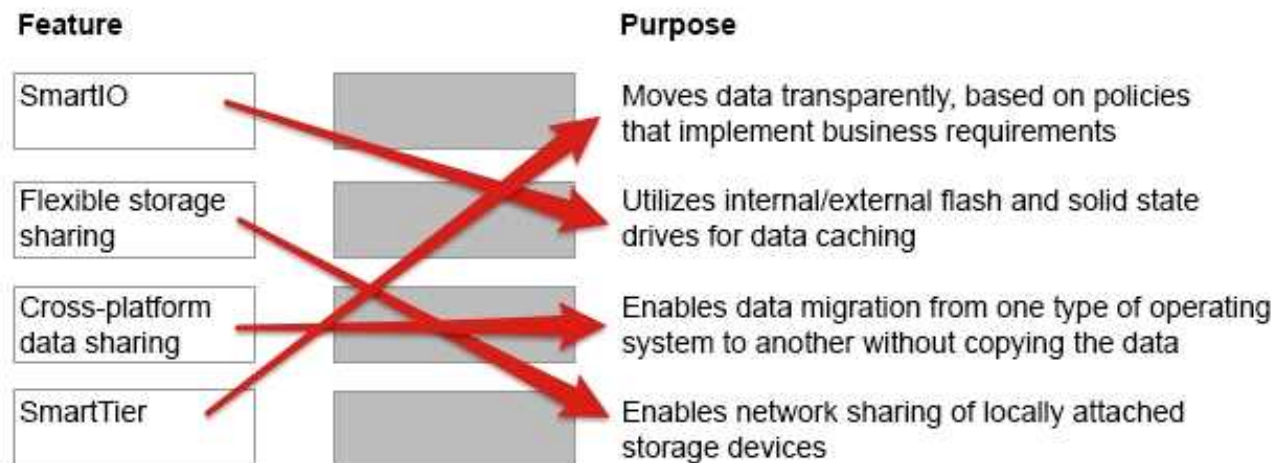 Feature
Purpose
SmartIO
Moves data transparently, based on policies
that implement business requirements
Flexible storage
sharing
Utilizes internal/external flash and solid state
drives for data caching
Cross-platform
data sharing
Enables data migration from one type of operating
system to another without copying the data
SmartTier
Enables network sharing of locally attached
storage devices